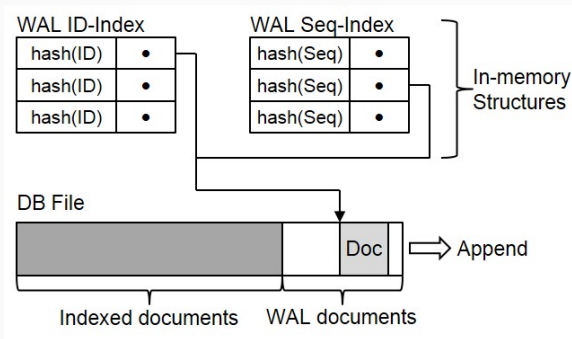 WAL ID-Index
WAL Seq-Index
hash(ID)
hash(Seq)
hash(ID)
hash(Seq)
hash(ID)
hash(Seq)
In-memory
Structures
DB File
Doc
Append
Indexed documents
WAL documents